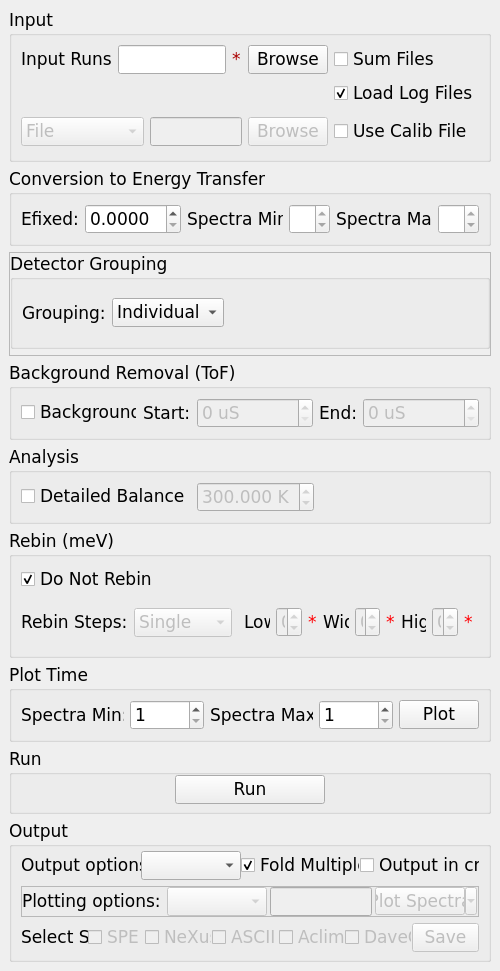 Input
Input Runs * Browse Sum Files
Load Log Files
File Browse Use Calib File
Conversion to Energy Transfer
Efixed: 0.0000 Spectra Mir Spectra Ma
Detector Grouping
Grouping: Individual
Background Removal (ToF)
Background Start: 0 uS End: 0 uS
Analysis
Detailed Balance 300.000 K
Rebin (meV)
Do Not Rebin
Rebin Steps: Single Lov * Wic * Hig *
Plot Time
Spectra Min: 1 Spectra Max 1 Plot
Run
Run
Output
Output option: Fold Multipl Output in cr
Plotting options: Plot Spectra
Select S SPE NeXu ASCII Aclim Dave Save